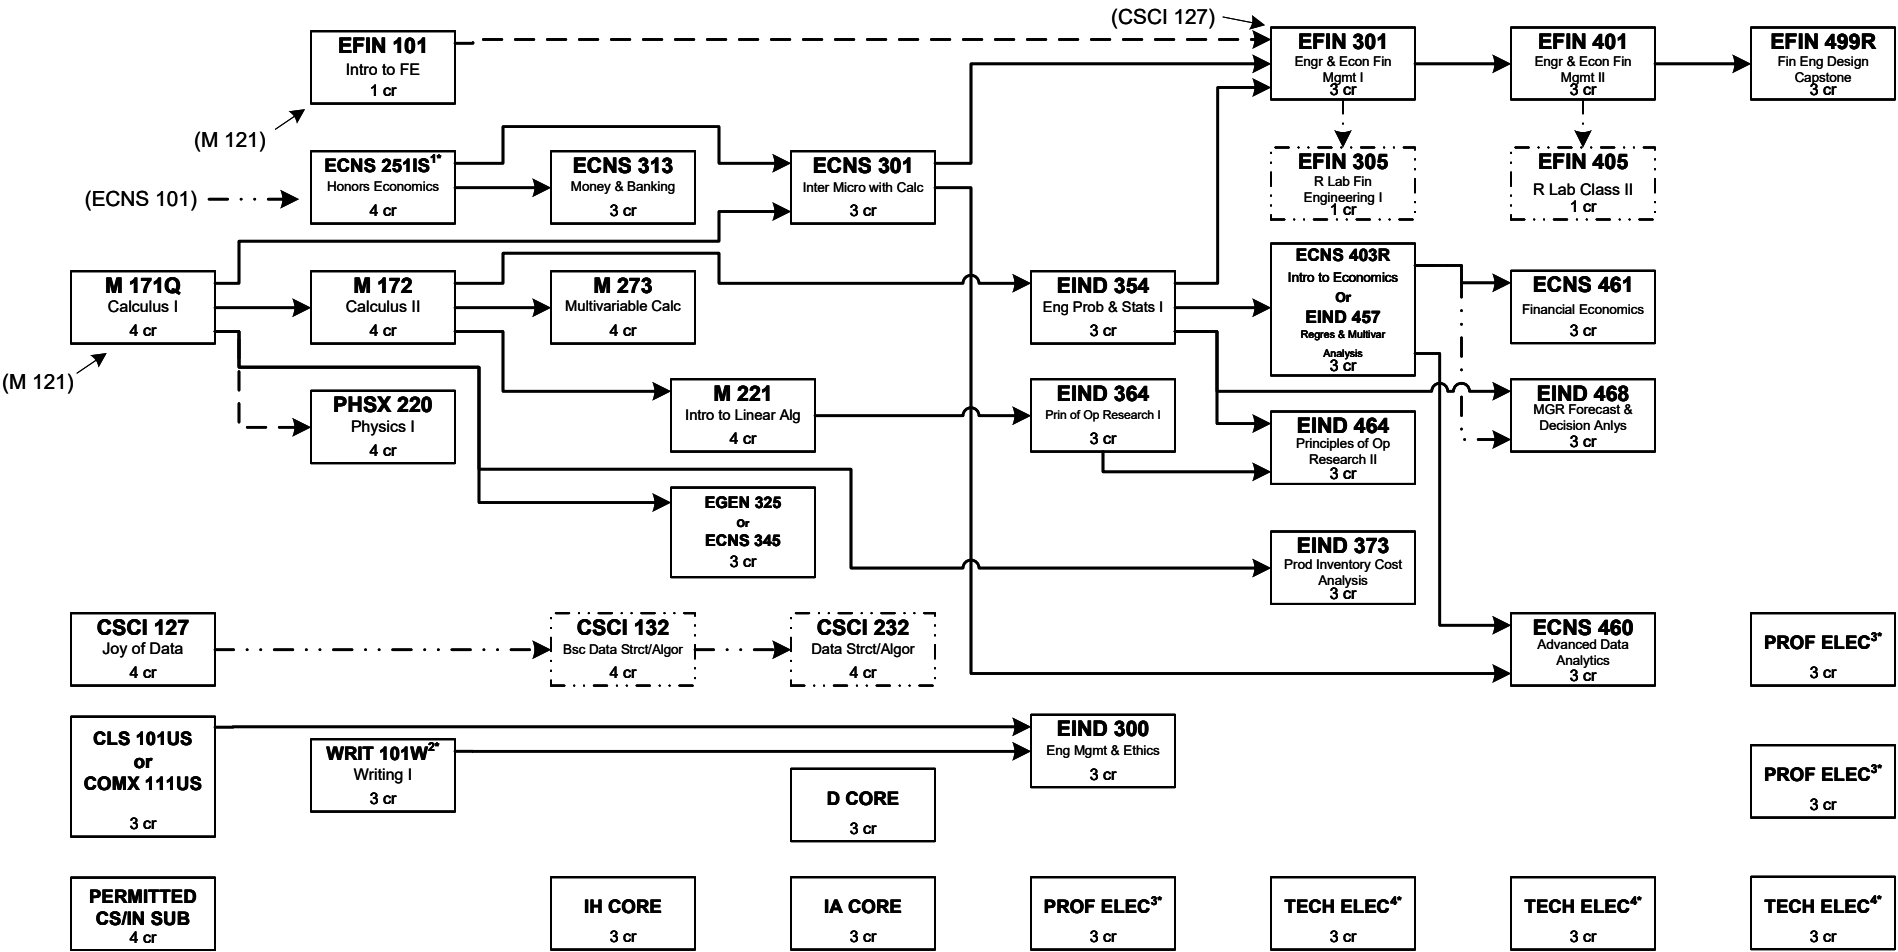 (CSCI 127)
EFIN 101
Intro to FE
1 cr
EFIN 301
Engr & Econ Fin
Mgmt I
3 cr
EFIN 401
Engr & Econ Fin
Mgmt II
3 cr
EFIN 499R
Fin Eng Design
Capstone
3 cr
(M 121)
ECNS 251IS1*
Honors Economics
4 cr
ECNS 313
Money & Banking
3 cr
ECNS 301
Inter Micro with Calc
3 cr
EFIN 305
R Lab Fin
Engineering I
1 cr
EFIN 405
R Lab Class II
1 cr
(ECNS 101)
M 171Q
Calculus I
4 cr
M 172
Calculus II
4 cr
M 273
Multivariable Calc
4 cr
EIND 354
Eng Prob & Stats I
3 cr
ECNS 403R
Intro to Economics
Or
EIND 457
Regres & Multivar
Analysis
3 cr
ECNS 461
Financial Economics
3 cr
(M 121)
PHSX 220
Physics I
4 cr
M 221
Intro to Linear Alg
4 cr
EIND 364
Prin of Op Research I
3 cr
EIND 464
Principles of Op
Research II
3 cr
EIND 468
MGR Forecast &
Decision Anlys
3 cr
EGEN 325
Or
ECNS 345
3 cr
EIND 373
Prod Inventory Cost
Analysis
3 cr
CSCI 127
Joy of Data
4 cr
CSCI 132
Bsc Data Strct/Algor
4 cr
CSCI 232
Data Strct/Algor
4 cr
ECNS 460
Advanced Data
Analytics
3 cr
PROF ELEC3*
3 cr
CLS 101US
or
COMX 111US
3 cr
WRIT 101W2*
Writing I
3 cr
EIND 300
Eng Mgmt & Ethics
3 cr
D CORE
3 cr
PROF ELEC3*
3 cr
PERMITTED
CS/IN SUB
4 cr
IH CORE
3 cr
IA CORE
3 cr
PROF ELEC3*
3 cr
TECH ELEC4*
3 cr
TECH ELEC4*
3 cr
TECH ELEC4*
3 cr